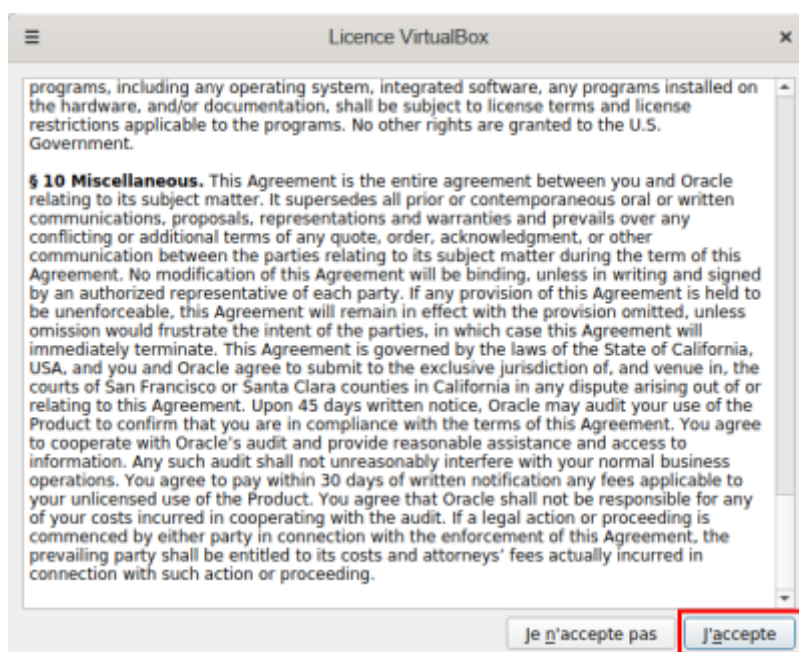 Licence VirtualBox
programs, including any operating system, integrated software, any programs installed on
the hardware, and/or documentation, shall be subject to license terms and license
restrictions applicable to the programs. No other rights are granted to the U.S.
Government.
§ 10 Miscellaneous. This Agreement is the entire agreement between you and Oracle
relating to its subject matter. It supersedes all prior or contemporaneous oral or written
communications, proposals, representations and warranties and prevails over any
conflicting or additional terms of any quote, order, acknowledgment, or other
communication between the parties relating to its subject matter during the term of this
Agreement. No modification of this Agreement will be binding, unless in writing and signed
by an authorized representative of each party. If any provision of this Agreement is held to
be unenforceable, this Agreement will remain in effect with the provision omitted, unless
omission would frustrate the intent of the parties, in which case this Agreement will
immediately terminate. This Agreement is governed by the laws of the State of California,
USA, and you and Oracle agree to submit to the exclusive jurisdiction of, and venue in, the
courts of San Francisco or Santa Clara counties in California in any dispute arising out of or
relating to this Agreement. Upon 45 days written notice, Oracle may audit your use of the
Product to confirm that you are in compliance with the terms of this Agreement. You agree
to cooperate with Oracle's audit and provide reasonable assistance and access to
information. Any such audit shall not unreasonably interfere with your normal business
operations. You agree to pay within 30 days of written notification any fees applicable to
your unlicensed use of the Product. You agree that Oracle shall not be responsible for any
of your costs incurred in cooperating with the audit. If a legal action or proceeding is
commenced by either party in connection with the enforcement of this Agreement, the
prevailing party shall be entitled to its costs and attorneys' fees actually incurred in
connection with such action or proceeding.
Je n'accepte pas
J'accepte